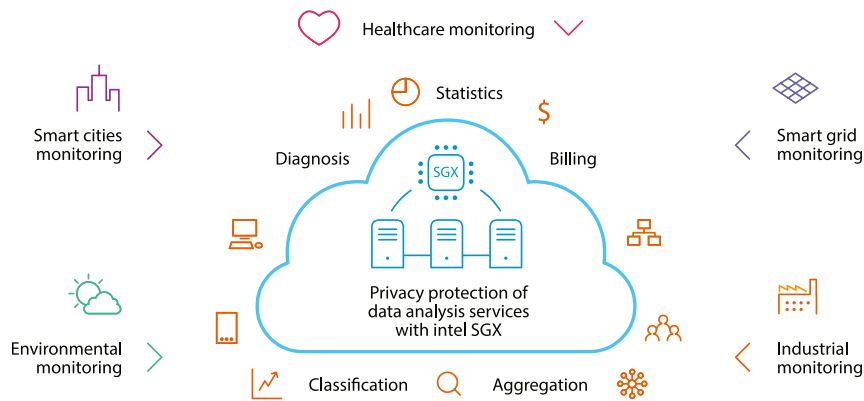 Healthcare monitoring
Statistics
$
Smart cities
monitoring
Smart grid
monitoring
Diagnosis
Billing
SGX
Privacy protection of
data analysis services
with intel SGX
Environmental
monitoring
Industrial
monitoring
Classification
Aggregation